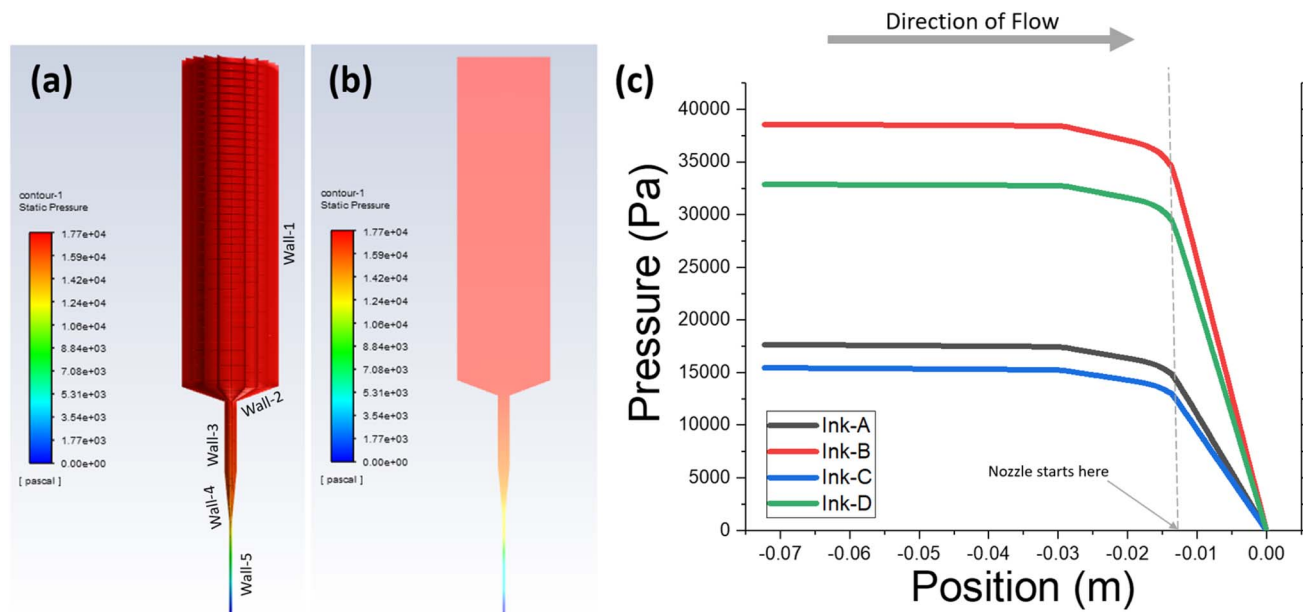 (a)
contour-1
Static Pressure
1.77e+04
1.59e+04
1.42e+04
1.24e+04
1.06e+04
8.84e+03
7.08e+03
5.31e+03
3.54e+03
1.77e+03
0.00e+00
[ pascal ]
Wall-1
Wall-2
Wall-3
Wall-4
Wall-5
(b)
contour-1
Static Pressure
1.77e+04
1.59e+04
1.42e+04
1.24e+04
1.06e+04
8.84e+03
7.08e+03
5.31e+03
3.54e+03
1.77e+03
0.00e+00
[ pascal ]
Direction of Flow
(c)
Pressure (Pa)
40000
35000
30000
25000
20000
15000
10000
5000
0
Ink-A
Ink-B
Ink-C
Ink-D
Nozzle starts here
-0.07 -0.06 -0.05 -0.04 -0.03 -0.02 -0.01 0.00
Position (m)